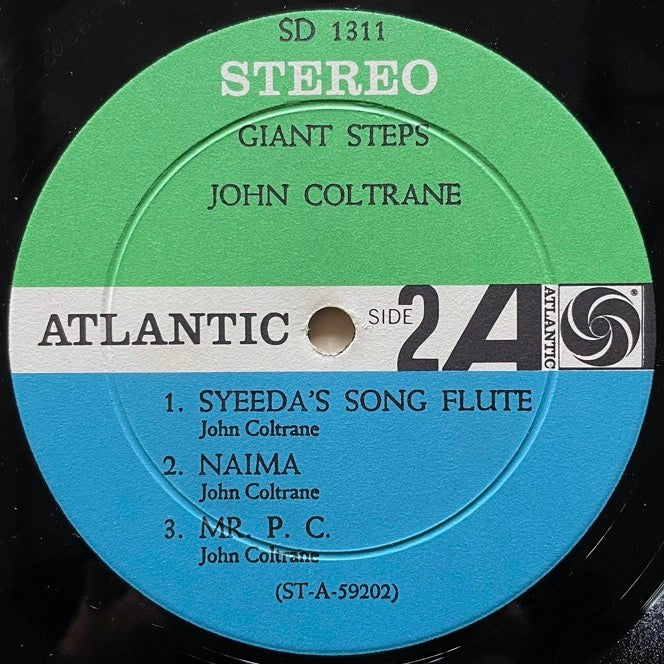 SD 1311
STEREO
GIANT STEPS
JOHN COLTRANE
ATLANTIC SIDE 2 A ATLANTIC ®
1. SYEEDA'S SONG FLUTE
John Coltrane
2. NAIMA
John Coltrane
3. MR. P. C.
John Coltrane
(ST-A-59202)